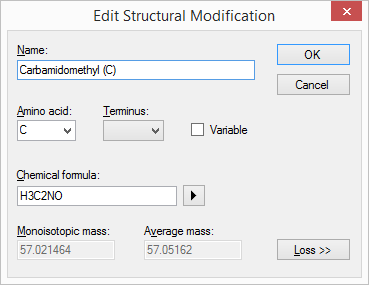 Edit Structural Modification
Name:
Carbamidomethyl (C)
OK
Cancel
Amino acid: Terminus:
C
Variable
Chemical formula:
H3C2NO
Monoisotopic mass: Average mass:
57.021464 57.05162
Loss >>